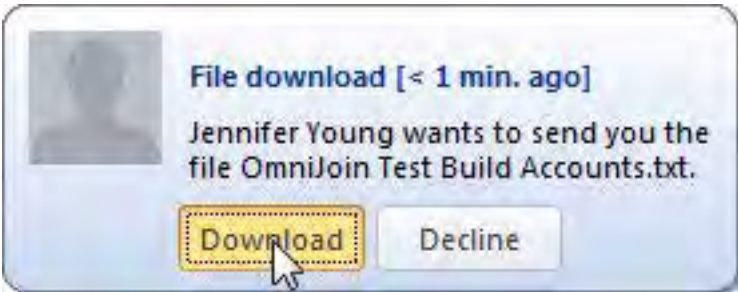 File download [< 1 min. ago]
Jennifer Young wants to send you the
file OmniJoin Test Build Accounts.txt.
Download Decline